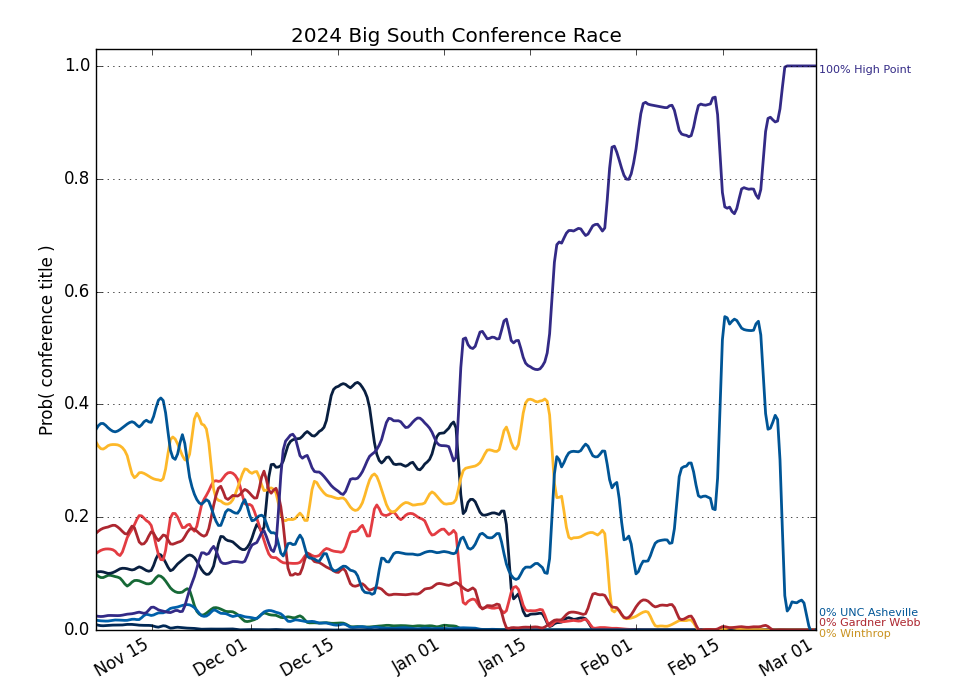 2024 Big South Conference Race
Prob( conference title )
1.0
0.8
0.6
0.4
0.2
0.0
Nov 15
Dec 01
Dec 15
Jan 01
Jan 15
Feb 01
Feb 15
Mar 01
100% High Point
0% UNC Asheville
0% Gardner Webb
0% Winthrop